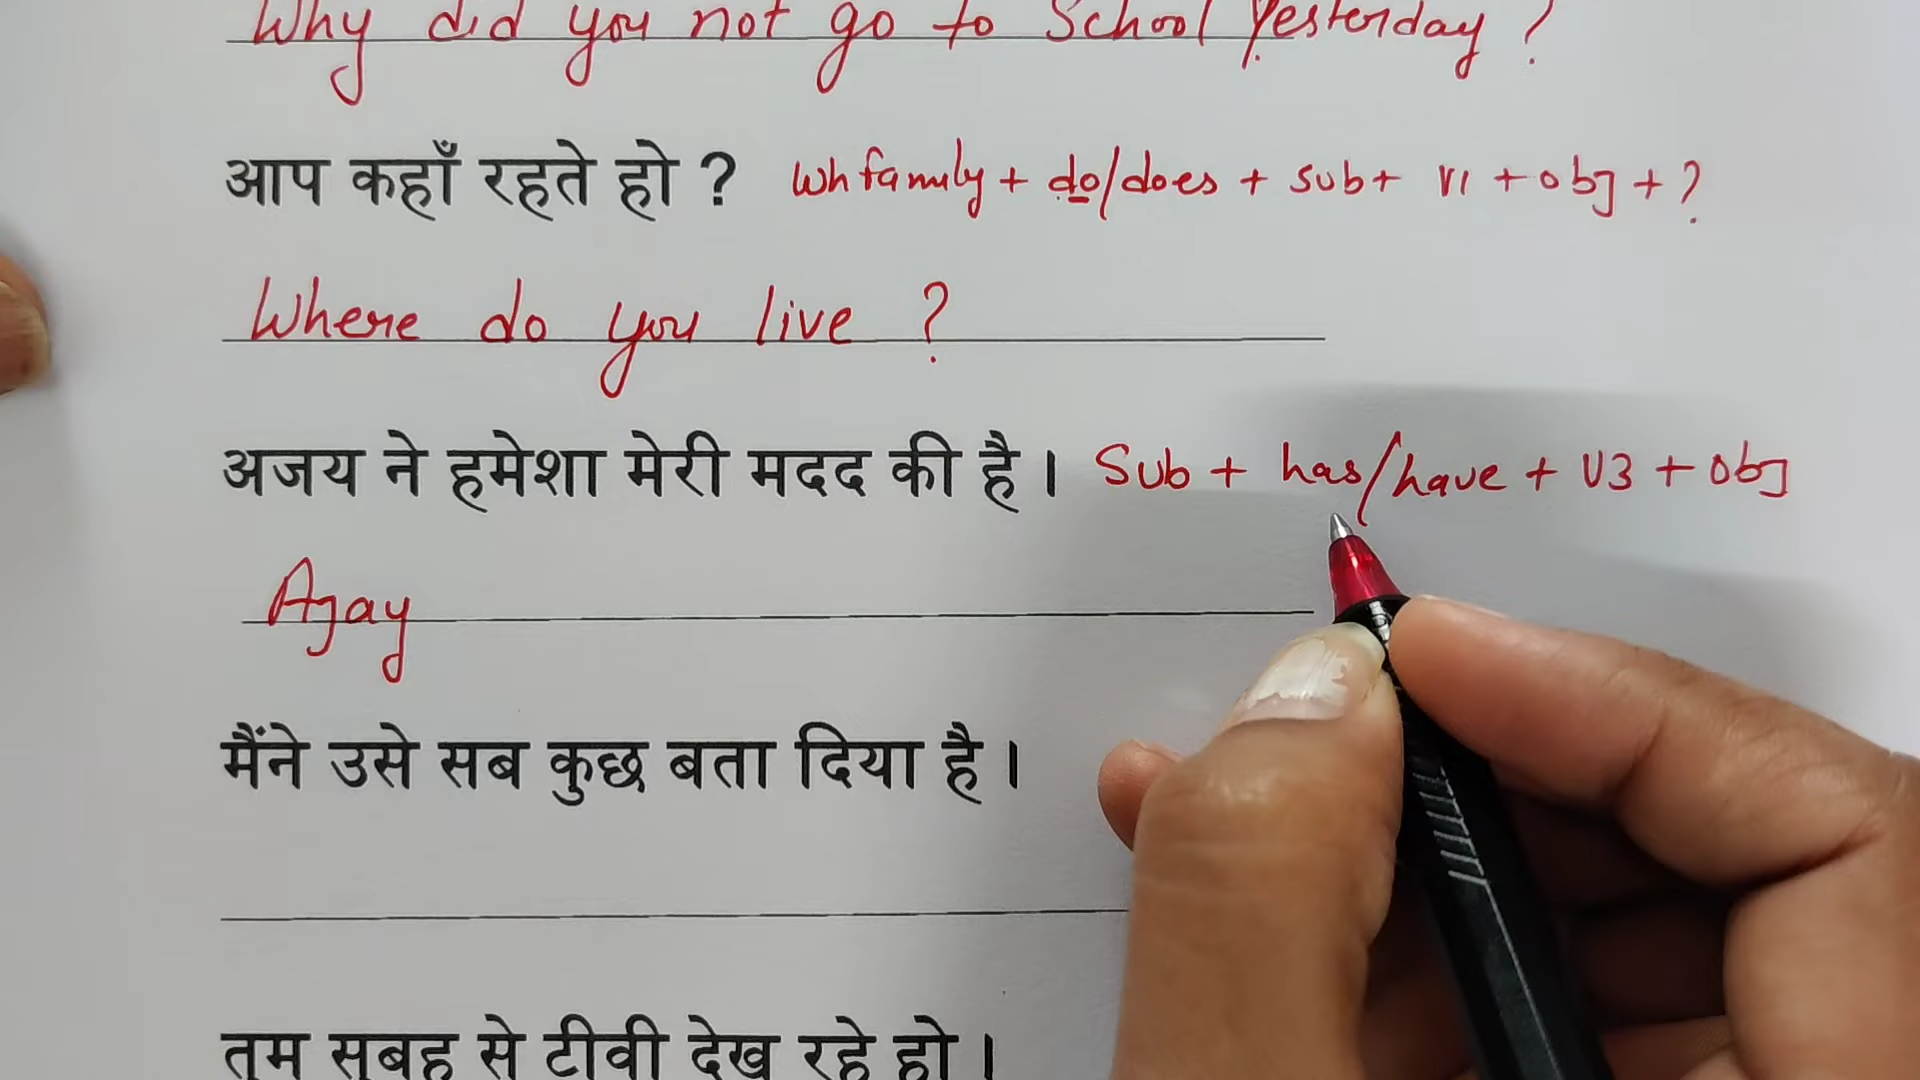 Why did you not go to School Yesterday ?
आप कहाँ रहते हो ? Wh family + do/does + sub + V1 + obj + ?
Where do you live ?
अजय ने हमेशा मेरी मदद की है । Sub + has/have + V3 + obj
Ajay
मैंने उसे सब कुछ बता दिया है ।
तुम सुबह से टीवी देख रहे हो ।